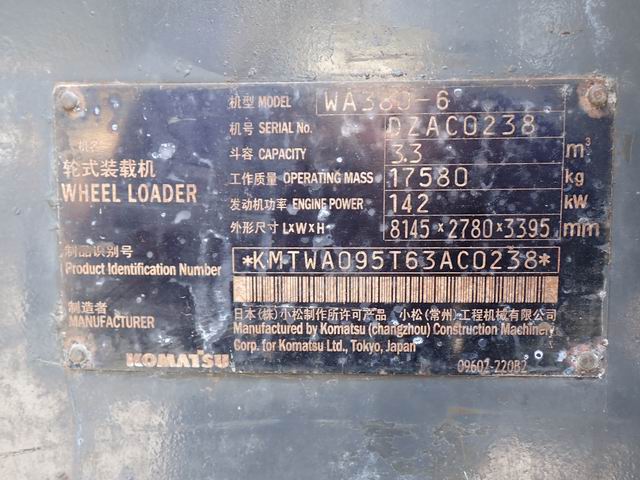 机型 MODEL WA380-6
机号 SERIAL No. DZAC0238
斗容 CAPACITY 3.3 m³
工作质量 OPERATING MASS 17580 kg
发动机功率 ENGINE POWER 142 kW
外形尺寸 L×W×H 8145×2780×3395 mm
机名
轮式装载机
WHEEL LOADER
制品识别号
Product Identification Number *KMTWA095T63AC0238*
制造者
MANUFACTURER
日本(株)小松制作所许可产品 小松(常州)工程机械有限公司
Manufactured by Komatsu (changzhou) Construction Machinery
Corp. for Komatsu Ltd., Tokyo, Japan
KOMATSU
09602-220B2